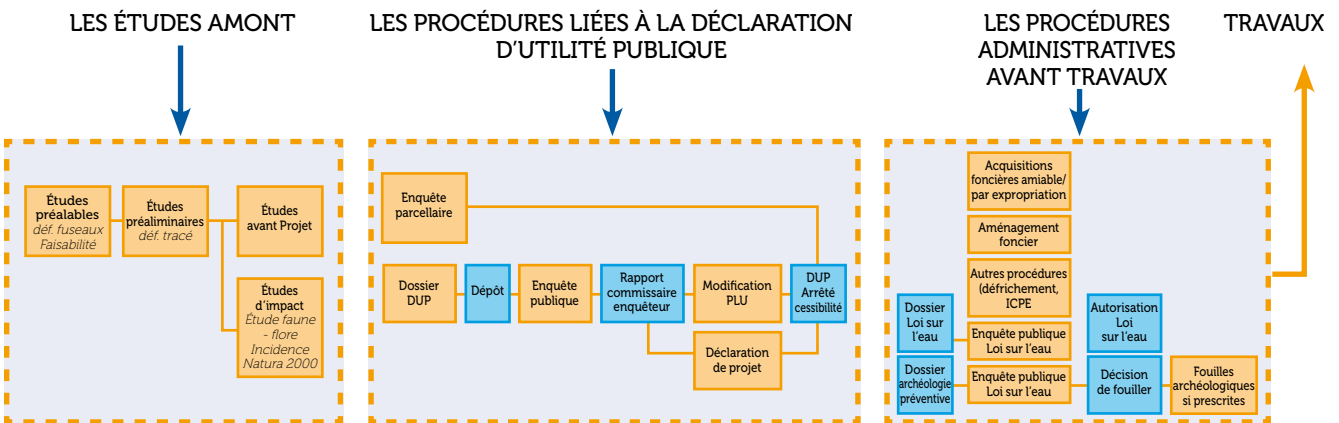 LES ÉTUDES AMONT
LES PROCÉDURES LIÉES À LA DÉCLARATION
D'UTILITÉ PUBLIQUE
LES PROCÉDURES
ADMINISTRATIVES
AVANT TRAVAUX
TRAVAUX
Études
préalables
déf. fuseaux
Faisabilité
Études
préaliminaires
déf. tracé
Études
avant Projet
Études
d'impact
Étude faune
- flore
Incidence
Natura 2000
Enquête
parcellaire
Dossier
DUP
Dépôt
Enquête
publique
Rapport
commissaire
enquêteur
Modification
PLU
DUP
Arrêté
cessibilité
Déclaration
de projet
Acquisitions
foncières amiable/
par expropriation
Aménagement
foncier
Autres procédures
(défrichement,
ICPE
Dossier
Loi sur
l'eau
Enquête publique
Loi sur l'eau
Autorisation
Loi
sur l'eau
Dossier
archéologie
préventive
Enquête publique
Loi sur l'eau
Décision
de fouiller
Fouilles
archéologiques
si prescrites